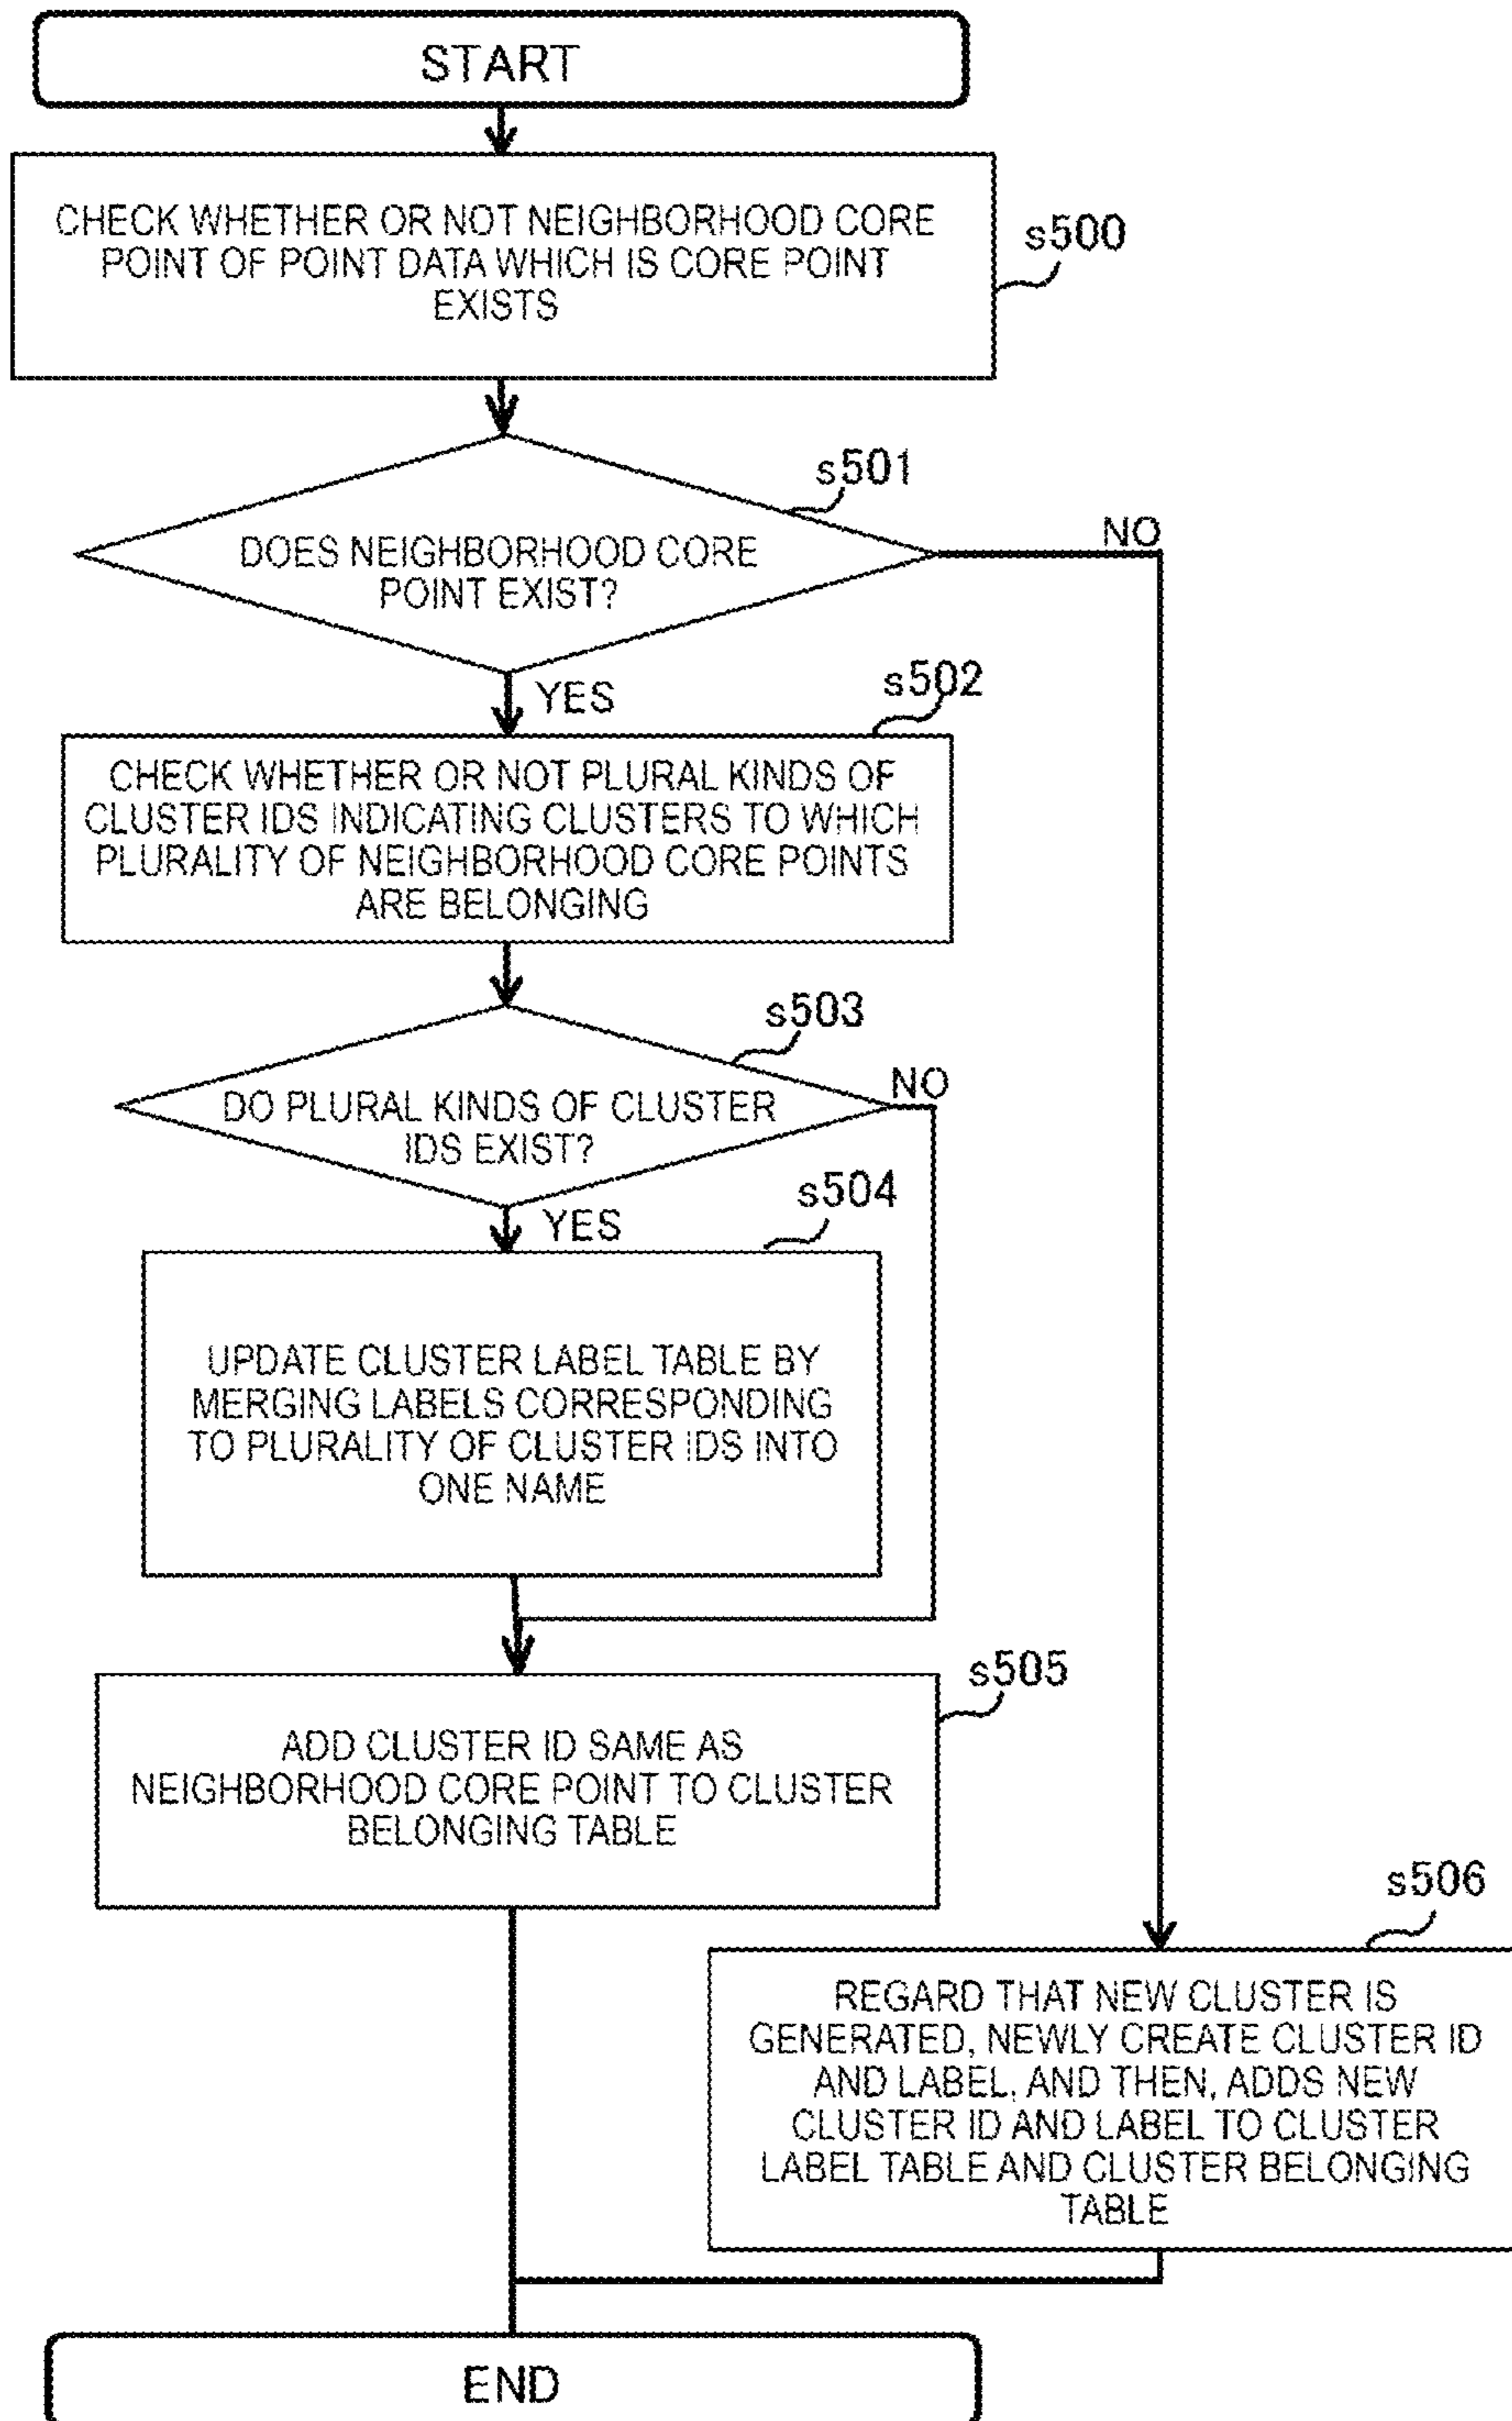 START
CHECK WHETHER OR NOT NEIGHBORHOOD CORE
POINT OF POINT DATA WHICH IS CORE POINT
EXISTS
s500
s501
DOES NEIGHBORHOOD CORE
POINT EXIST?
NO
YES
s502
CHECK WHETHER OR NOT PLURAL KINDS OF
CLUSTER IDS INDICATING CLUSTERS TO WHICH
PLURALITY OF NEIGHBORHOOD CORE POINTS
ARE BELONGING
s503
DO PLURAL KINDS OF CLUSTER
IDS EXIST?
NO
YES
s504
UPDATE CLUSTER LABEL TABLE BY
MERGING LABELS CORRESPONDING
TO PLURALITY OF CLUSTER IDS INTO
ONE NAME
s505
ADD CLUSTER ID SAME AS
NEIGHBORHOOD CORE POINT TO CLUSTER
BELONGING TABLE
s506
REGARD THAT NEW CLUSTER IS
GENERATED, NEWLY CREATE CLUSTER ID
AND LABEL, AND THEN, ADDS NEW
CLUSTER ID AND LABEL TO CLUSTER
LABEL TABLE AND CLUSTER BELONGING
TABLE
END